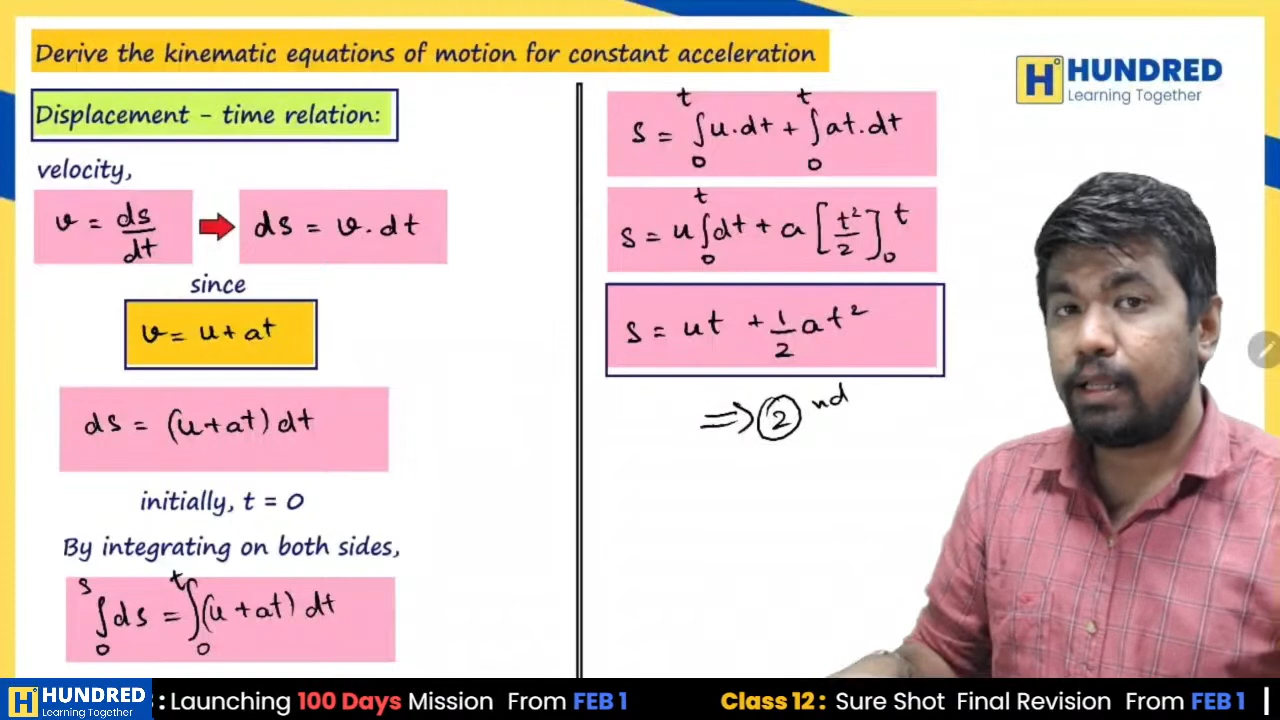 Derive the kinematic equations of motion for constant acceleration
HUNDRED
Learning Together
Displacement - time relation:
velocity,
v = ds/dt
ds = v. dt
since
v = u + at
ds = (u+at) dt
initially, t = 0
By integrating on both sides,
∫₀ˢ ds = ∫₀ᵗ (u + at) dt
s = ∫₀ᵗ u.dt + ∫₀ᵗ at.dt
s = u ∫₀ᵗ dt + a [t²/2]₀ᵗ
s = ut + 1/2 at²
⇒ 2 nd
HUNDRED
Learning Together
: Launching 100 Days Mission From FEB 1 Class 12 : Sure Shot Final Revision From FEB 1 |